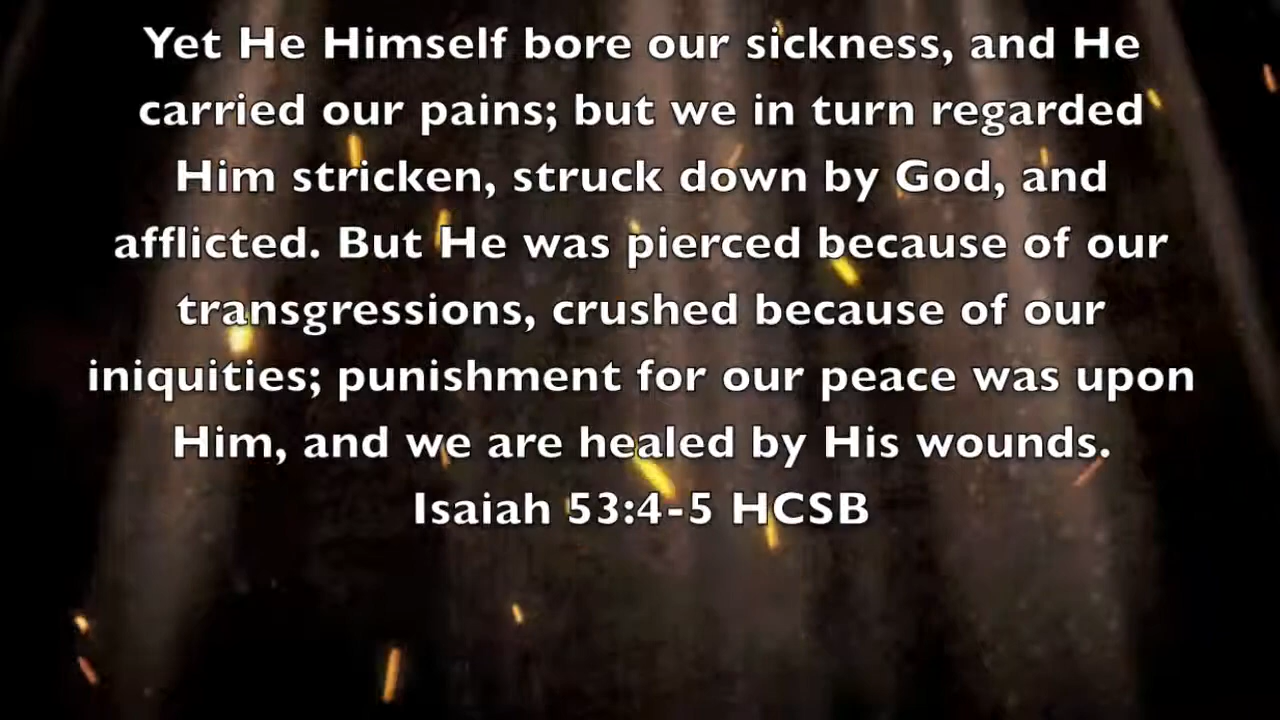 Yet He Himself bore our sickness, and He
carried our pains; but we in turn regarded
Him stricken, struck down by God, and
afflicted. But He was pierced because of our
transgressions, crushed because of our
iniquities; punishment for our peace was upon
Him, and we are healed by His wounds.
Isaiah 53:4-5 HCSB